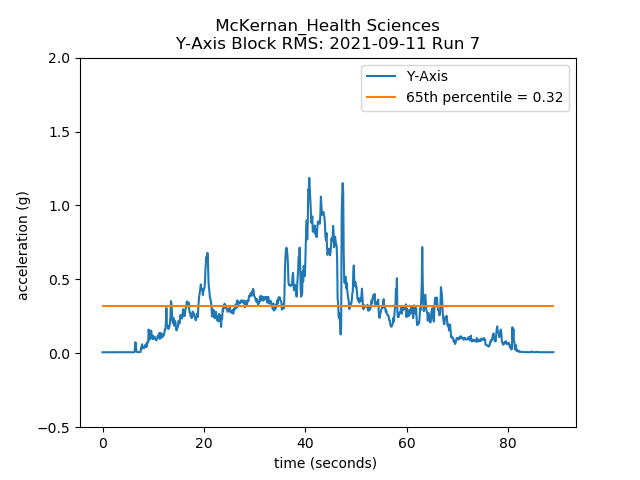 McKernan_Health Sciences
Y-Axis Block RMS: 2021-09-11 Run 7
Y-Axis
65th percentile = 0.32
acceleration (g)
2.0
1.5
1.0
0.5
0.0
−0.5
0
20
40
60
80
time (seconds)